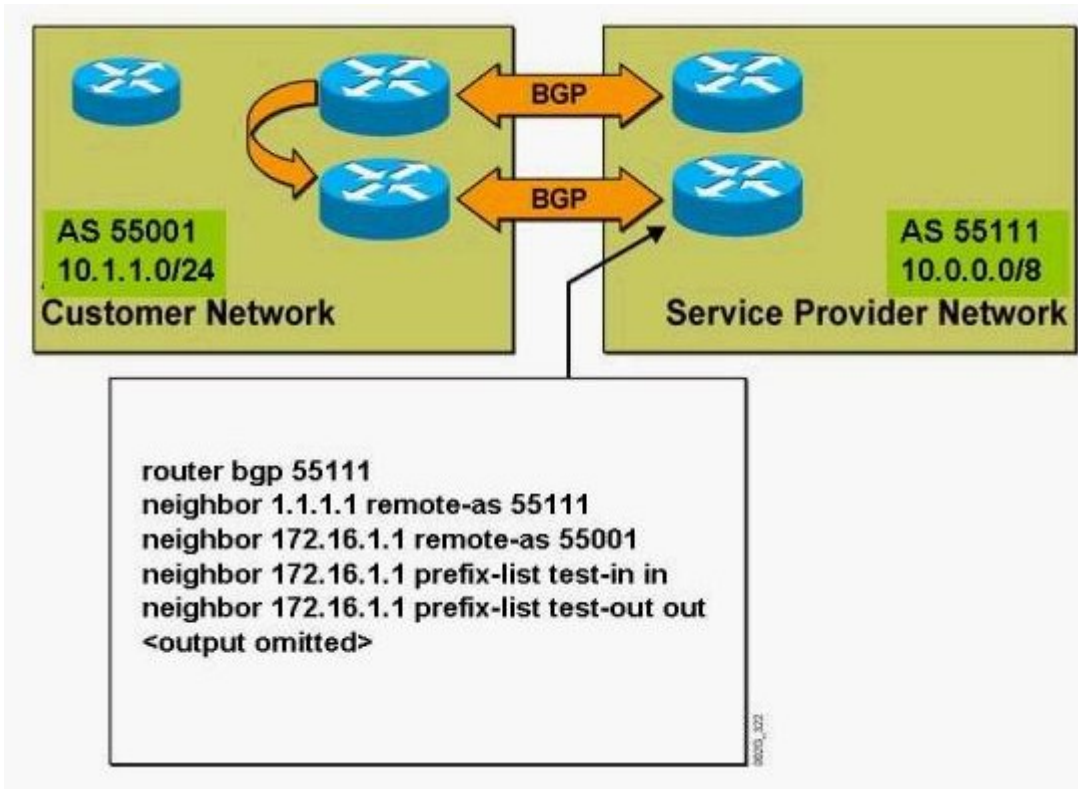 BGP
BGP
AS 55001
10.1.1.0/24
Customer Network
AS 55111
10.0.0.0/8
Service Provider Network
router bgp 55111
neighbor 1.1.1.1 remote-as 55111
neighbor 172.16.1.1 remote-as 55001
neighbor 172.16.1.1 prefix-list test-in in
neighbor 172.16.1.1 prefix-list test-out out
<output omitted>